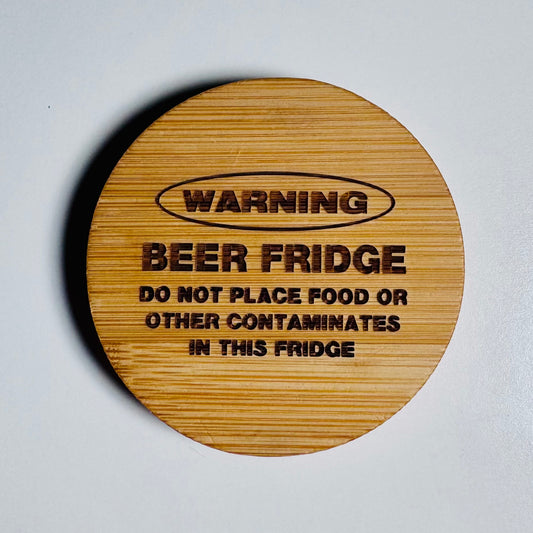 WARNING
BEER FRIDGE
DO NOT PLACE FOOD OR
OTHER CONTAMINATES
IN THIS FRIDGE